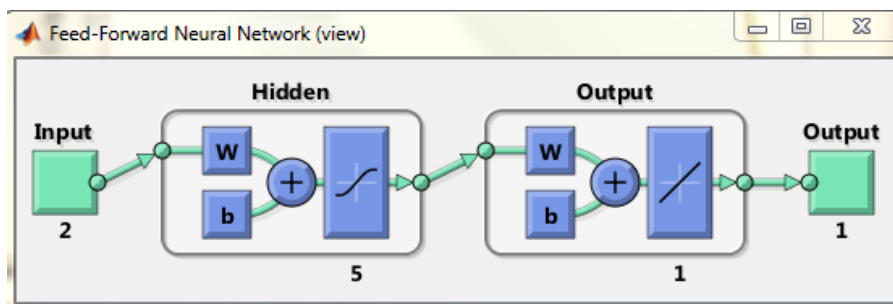 Feed-Forward Neural Network (view)
Hidden
Output
Input
Output
W
W
b
b
2
1
5
1